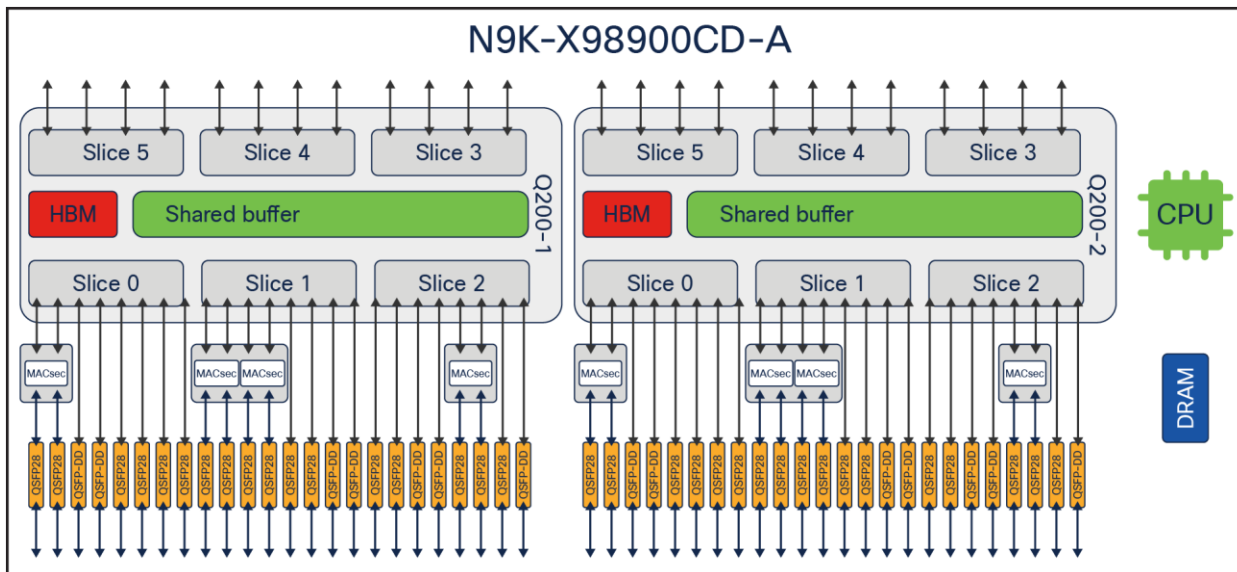 N9K-X98900CD-A
Slice 5 Slice 4 Slice 3
HBM Shared buffer
Q200-1
Slice 0 Slice 1 Slice 2
MACsec MACsec MACsec MACsec
QSFP28 QSFP28 QSFP-DD QSFP-DD QSFP28 QSFP28 QSFP28 QSFP28 QSFP28 QSFP28 QSFP28 QSFP28 QSFP28 QSFP28 QSFP-DD QSFP-DD QSFP28 QSFP-DD QSFP-DD QSFP28 QSFP28 QSFP28 QSFP28 QSFP-DD
Slice 5 Slice 4 Slice 3
HBM Shared buffer
Q200-2
Slice 0 Slice 1 Slice 2
MACsec MACsec MACsec MACsec
QSFP28 QSFP28 QSFP-DD QSFP-DD QSFP28 QSFP28 QSFP28 QSFP28 QSFP28 QSFP28 QSFP28 QSFP28 QSFP28 QSFP28 QSFP-DD QSFP-DD QSFP28 QSFP-DD QSFP-DD QSFP28 QSFP28 QSFP28 QSFP28 QSFP-DD
CPU
DRAM